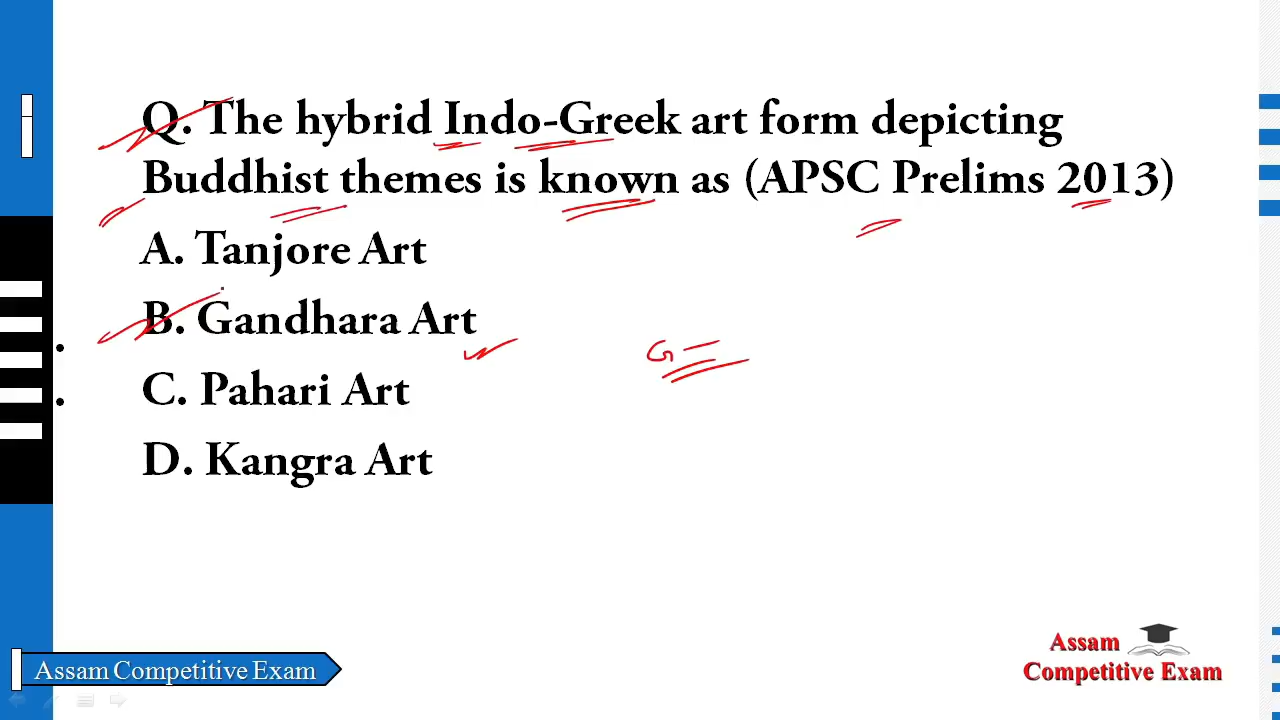 Q. The hybrid Indo-Greek art form depicting
Buddhist themes is known as (APSC Prelims 2013)
A. Tanjore Art
B. Gandhara Art
G =
C. Pahari Art
D. Kangra Art
Assam Competitive Exam
Assam
Competitive Exam